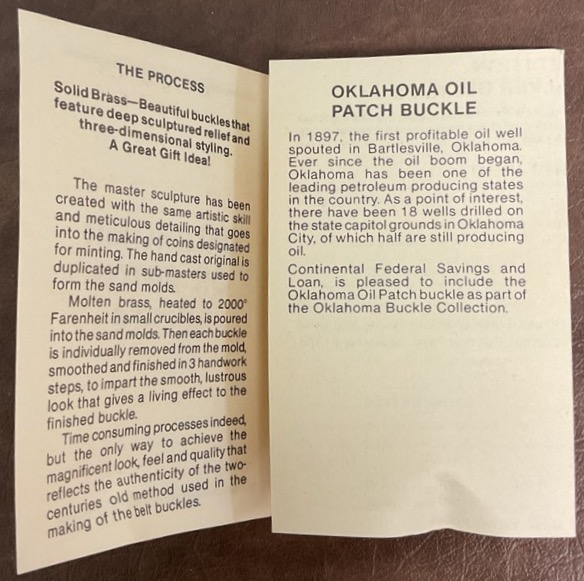 THE PROCESS
Solid Brass—Beautiful buckles that
feature deep sculptured relief and
three-dimensional styling.
A Great Gift Idea!
The master sculpture has been
created with the same artistic skill
and meticulous detailing that goes
into the making of coins designated
for minting. The hand cast original is
duplicated in sub-masters used to
form the sand molds.
Molten brass, heated to 2000°
Farenheit in small crucibles, is poured
into the sand molds. Then each buckle
is individually removed from the mold,
smoothed and finished in 3 handwork
steps, to impart the smooth, lustrous
look that gives a living effect to the
finished buckle.
Time consuming processes indeed,
but the only way to achieve the
magnificent look, feel and quality that
reflects the authenticity of the two-
centuries old method used in the
making of the belt buckles.
OKLAHOMA OIL
PATCH BUCKLE
In 1897, the first profitable oil well
spouted in Bartlesville, Oklahoma.
Ever since the oil boom began,
Oklahoma has been one of the
leading petroleum producing states
in the country. As a point of interest,
there have been 18 wells drilled on
the state capitol grounds in Oklahoma
City, of which half are still producing
oil.
Continental Federal Savings and
Loan, is pleased to include the
Oklahoma Oil Patch buckle as part of
the Oklahoma Buckle Collection.